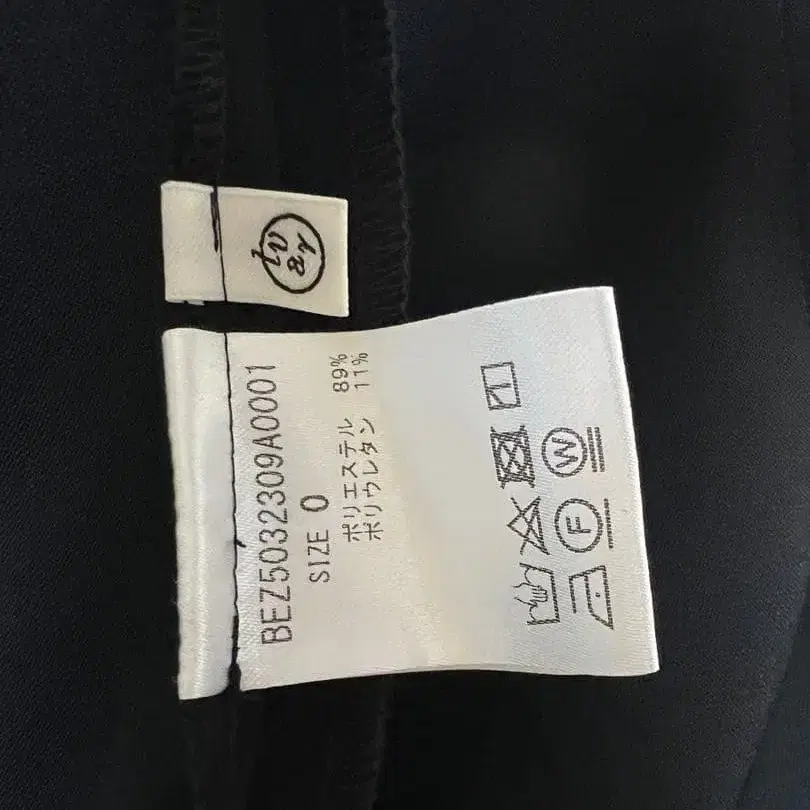 BEZ5032309A0001
SIZE 0
ポリエステル 89%
ポリウレタン 11%
F
W